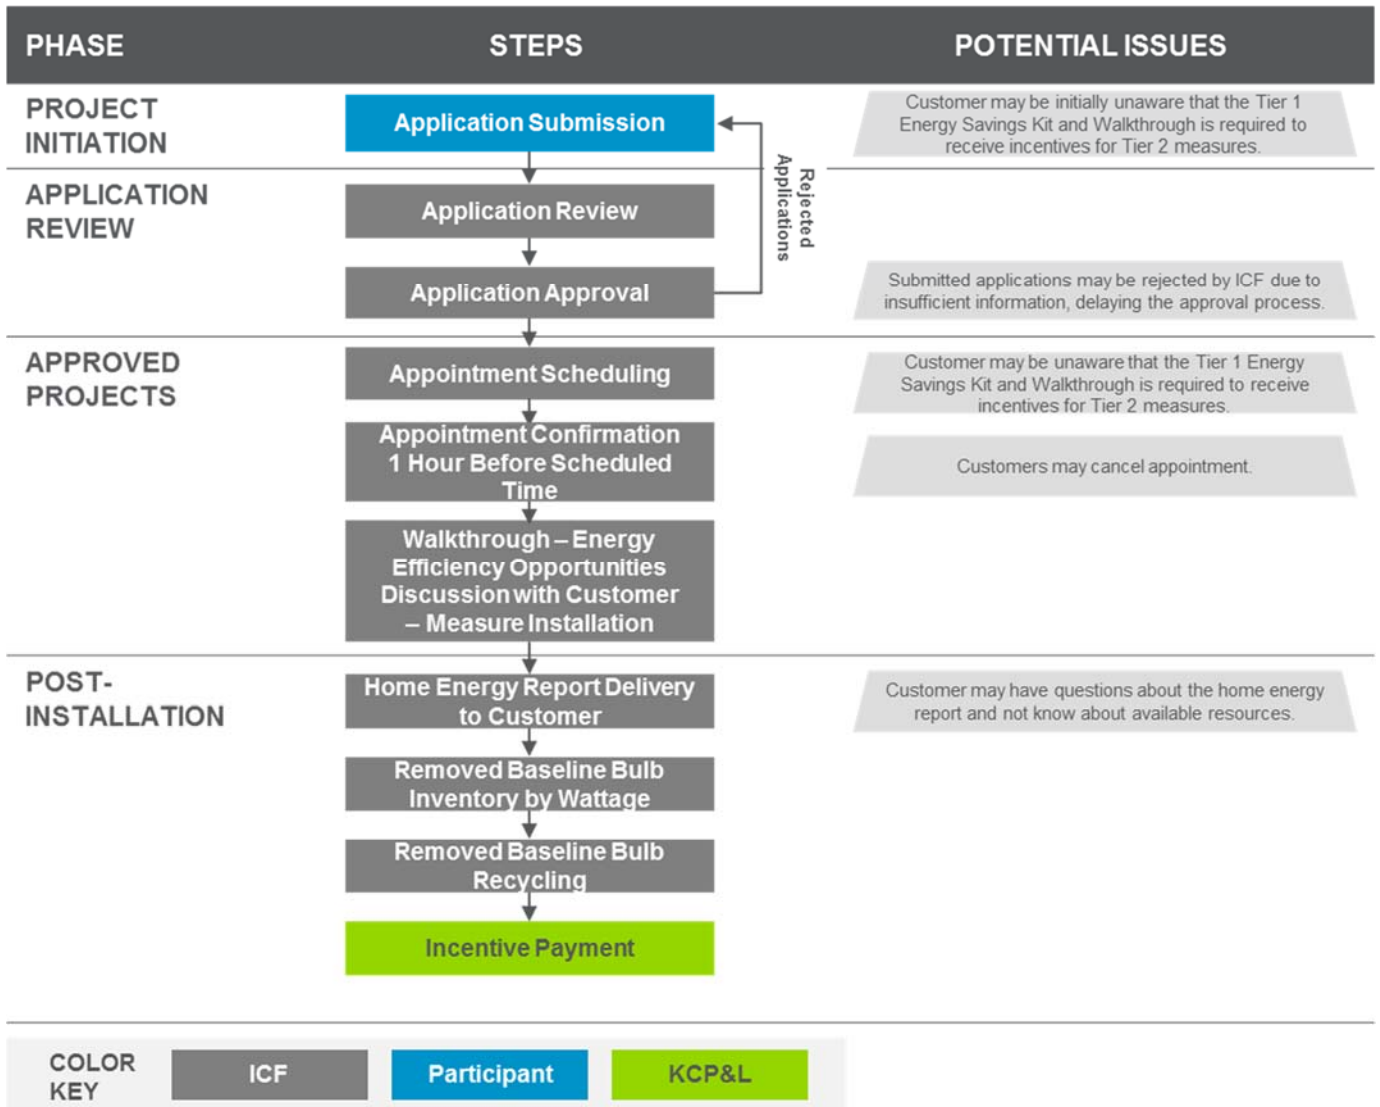 PHASE
STEPS
POTENTIAL ISSUES
PROJECT
INITIATION
Application Submission
Customer may be initially unaware that the Tier 1
Energy Savings Kit and Walkthrough is required to
receive incentives for Tier 2 measures.
Rejected
Applications
APPLICATION
REVIEW
Application Review
Application Approval
Submitted applications may be rejected by ICF due to
insufficient information, delaying the approval process.
APPROVED
PROJECTS
Appointment Scheduling
Customer may be unaware that the Tier 1 Energy
Savings Kit and Walkthrough is required to receive
incentives for Tier 2 measures.
Appointment Confirmation
1 Hour Before Scheduled
Time
Customers may cancel appointment.
Walkthrough – Energy
Efficiency Opportunities
Discussion with Customer
– Measure Installation
POST-
INSTALLATION
Home Energy Report Delivery
to Customer
Customer may have questions about the home energy
report and not know about available resources.
Removed Baseline Bulb
Inventory by Wattage
Removed Baseline Bulb
Recycling
Incentive Payment
COLOR
KEY
ICF
Participant
KCP&L